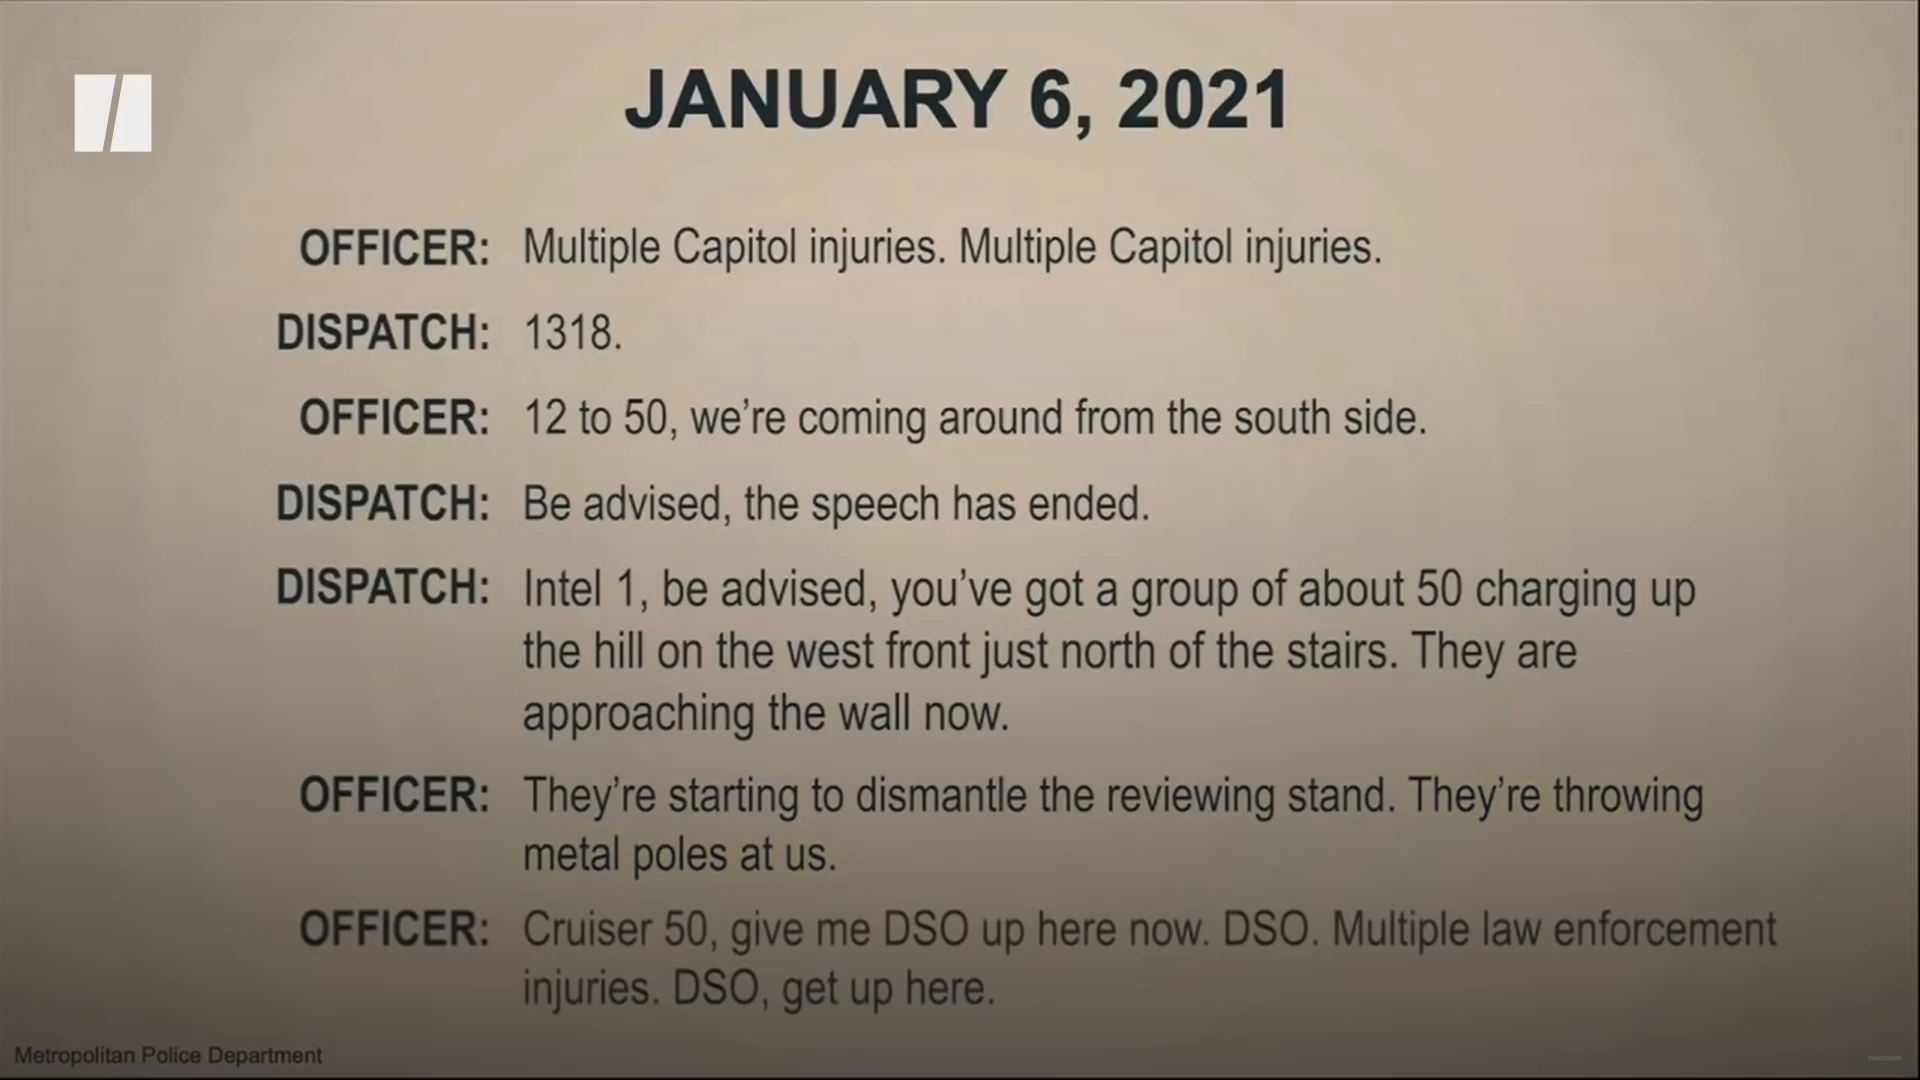 JANUARY 6, 2021
OFFICER: Multiple Capitol injuries. Multiple Capitol injuries.
DISPATCH: 1318.
OFFICER: 12 to 50, we’re coming around from the south side.
DISPATCH: Be advised, the speech has ended.
DISPATCH: Intel 1, be advised, you’ve got a group of about 50 charging up
the hill on the west front just north of the stairs. They are
approaching the wall now.
OFFICER: They’re starting to dismantle the reviewing stand. They’re throwing
metal poles at us.
OFFICER: Cruiser 50, give me DSO up here now. DSO. Multiple law enforcement
injuries. DSO, get up here.
Metropolitan Police Department